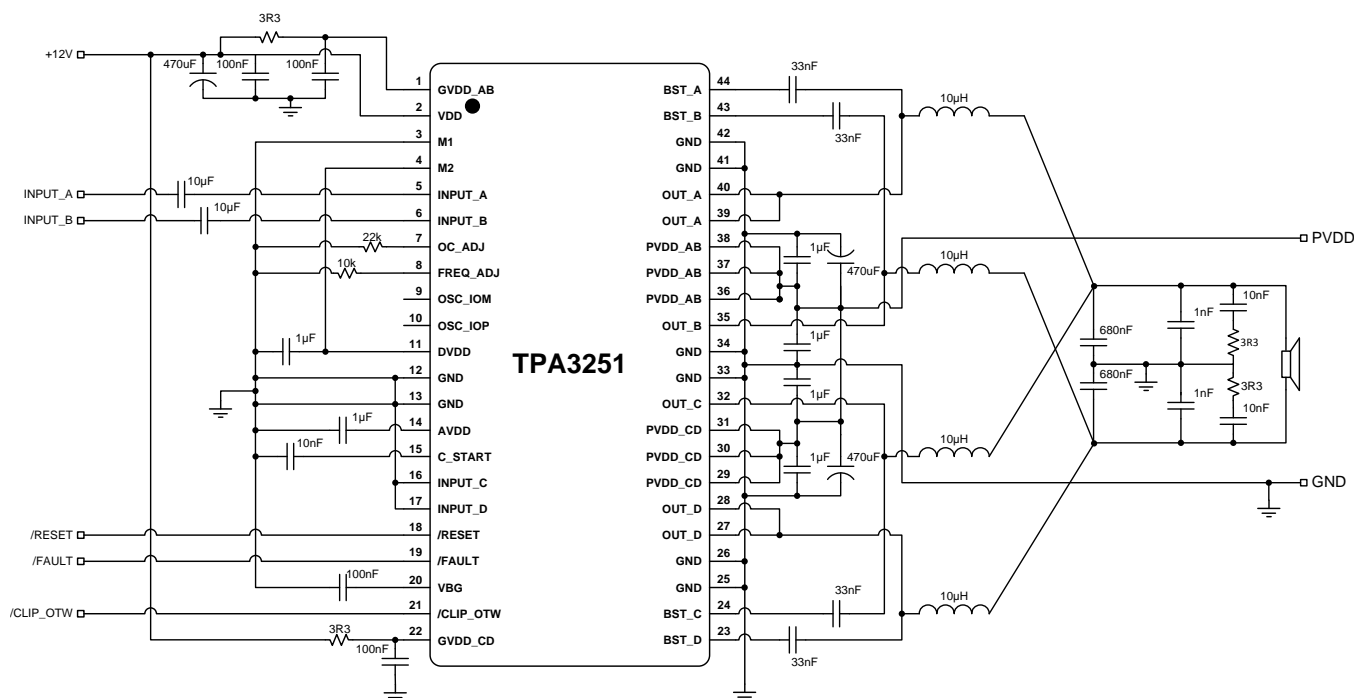 3R3
+12V
470uF
100nF
100nF
1
GVDD_AB
2
VDD
3
M1
4
M2
INPUT_A
10µF
5
INPUT_A
INPUT_B
10µF
6
INPUT_B
22k
7
OC_ADJ
10k
8
FREQ_ADJ
9
OSC_IOM
10
OSC_IOP
1µF
11
DVDD
12
GND
13
GND
1µF
14
AVDD
10nF
15
C_START
16
INPUT_C
17
INPUT_D
/RESET
18
/RESET
/FAULT
19
/FAULT
100nF
20
VBG
/CLIP_OTW
21
/CLIP_OTW
3R3
22
GVDD_CD
100nF
TPA3251
44
BST_A
33nF
43
BST_B
33nF
42
GND
41
GND
40
OUT_A
39
OUT_A
38
PVDD_AB
37
PVDD_AB
36
PVDD_AB
35
OUT_B
34
GND
33
GND
32
OUT_C
31
PVDD_CD
30
PVDD_CD
29
PVDD_CD
28
OUT_D
27
OUT_D
26
GND
25
GND
24
BST_C
33nF
23
BST_D
33nF
1µF
470uF
1µF
1µF
1µF
470uF
10µH
10µH
10µH
10µH
PVDD
680nF
680nF
1nF
1nF
10nF
3R3
3R3
10nF
GND